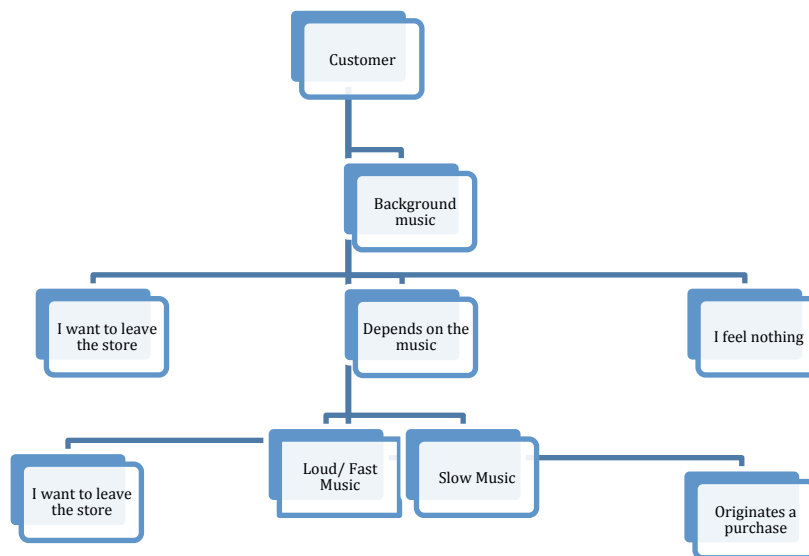 Customer
Background
music
I want to leave
the store
Depends on the
music
I feel nothing
I want to leave
the store
Loud/ Fast
Music
Slow Music
Originates a
purchase